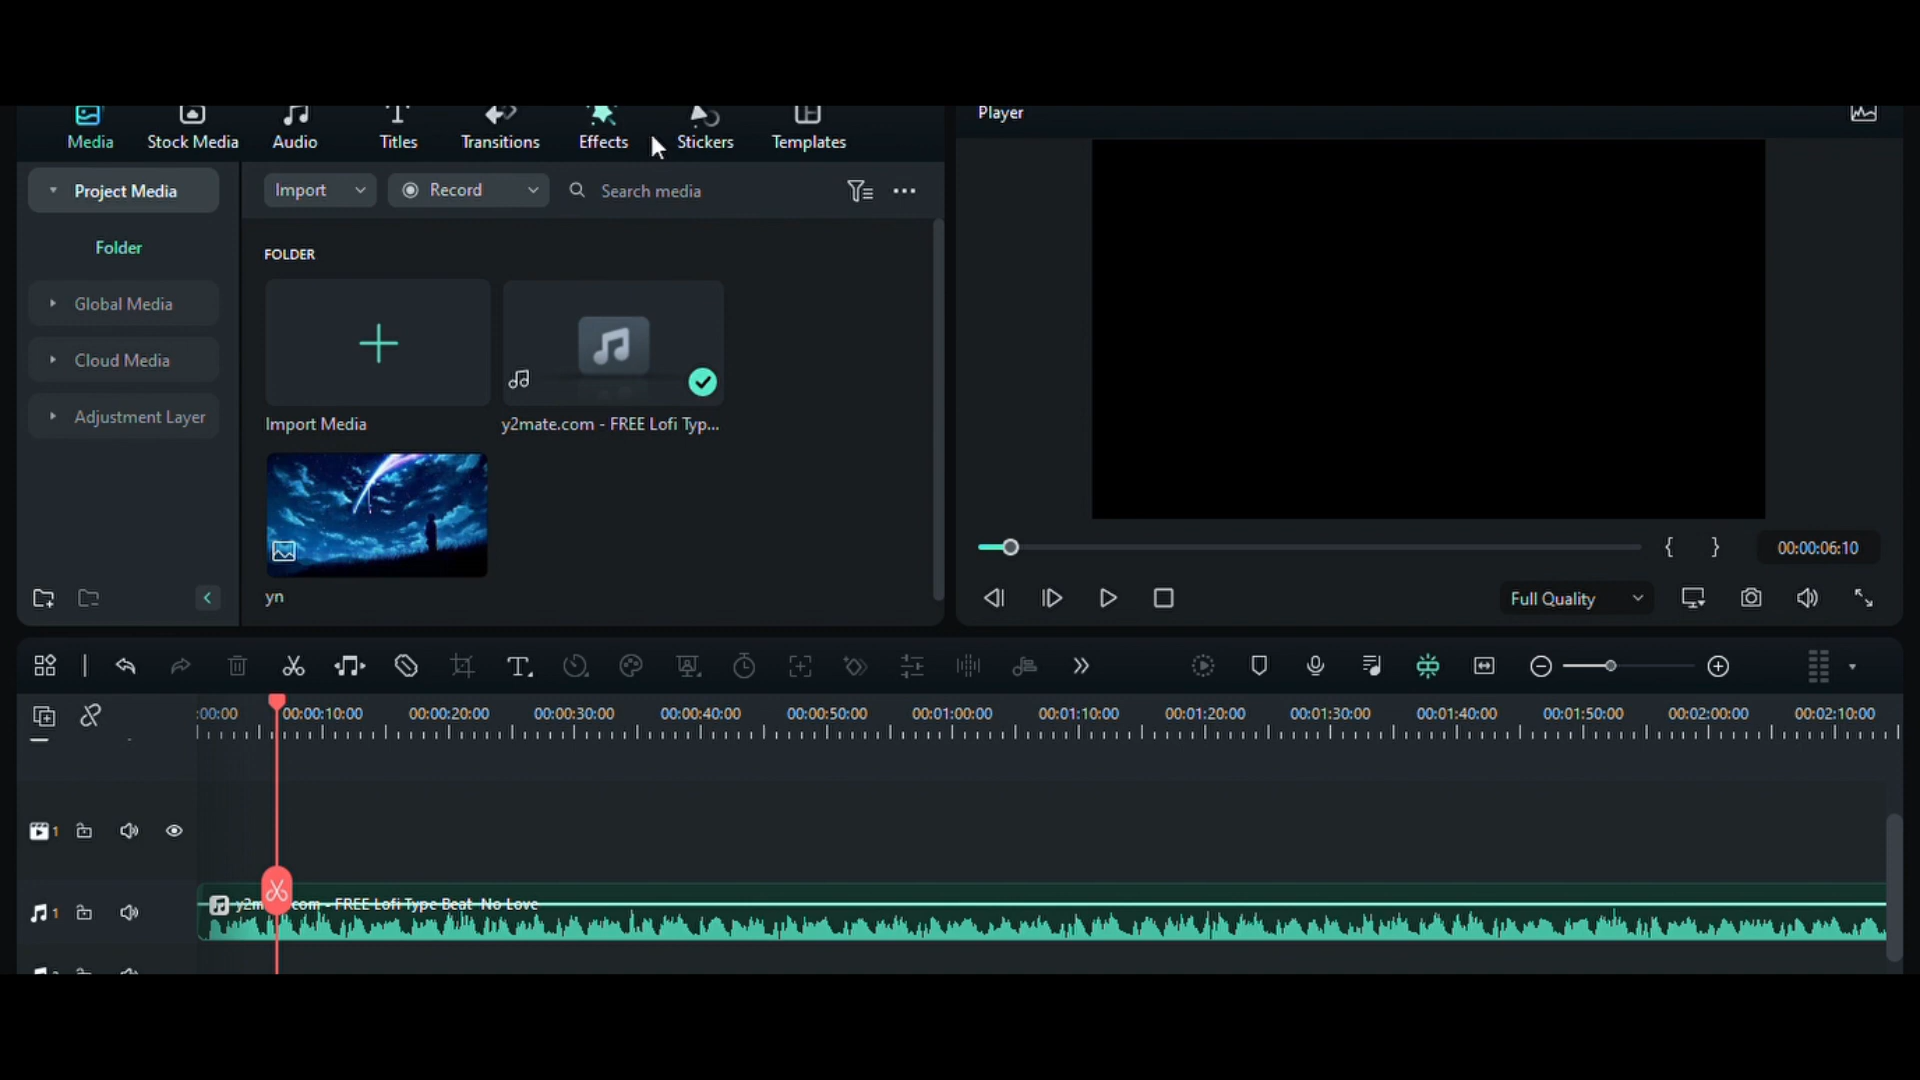 Player
Media
Stock Media
Audio
Titles
Transitions
Effects
Stickers
Templates
Project Media
Import
Record
Search media
Folder
FOLDER
Global Media
Cloud Media
Adjustment Layer
Import Media
y2mate.com - FREE Lofi Typ...
yn
{ }
00:00:06:10
Full Quality
:00:00
00:00:10:00
00:00:20:00
00:00:30:00
00:00:40:00
00:00:50:00
00:01:00:00
00:01:10:00
00:01:20:00
00:01:30:00
00:01:40:00
00:01:50:00
00:02:00:00
00:02:10:00
1
1
y2m com - FREE Lofi Type Beat No Love